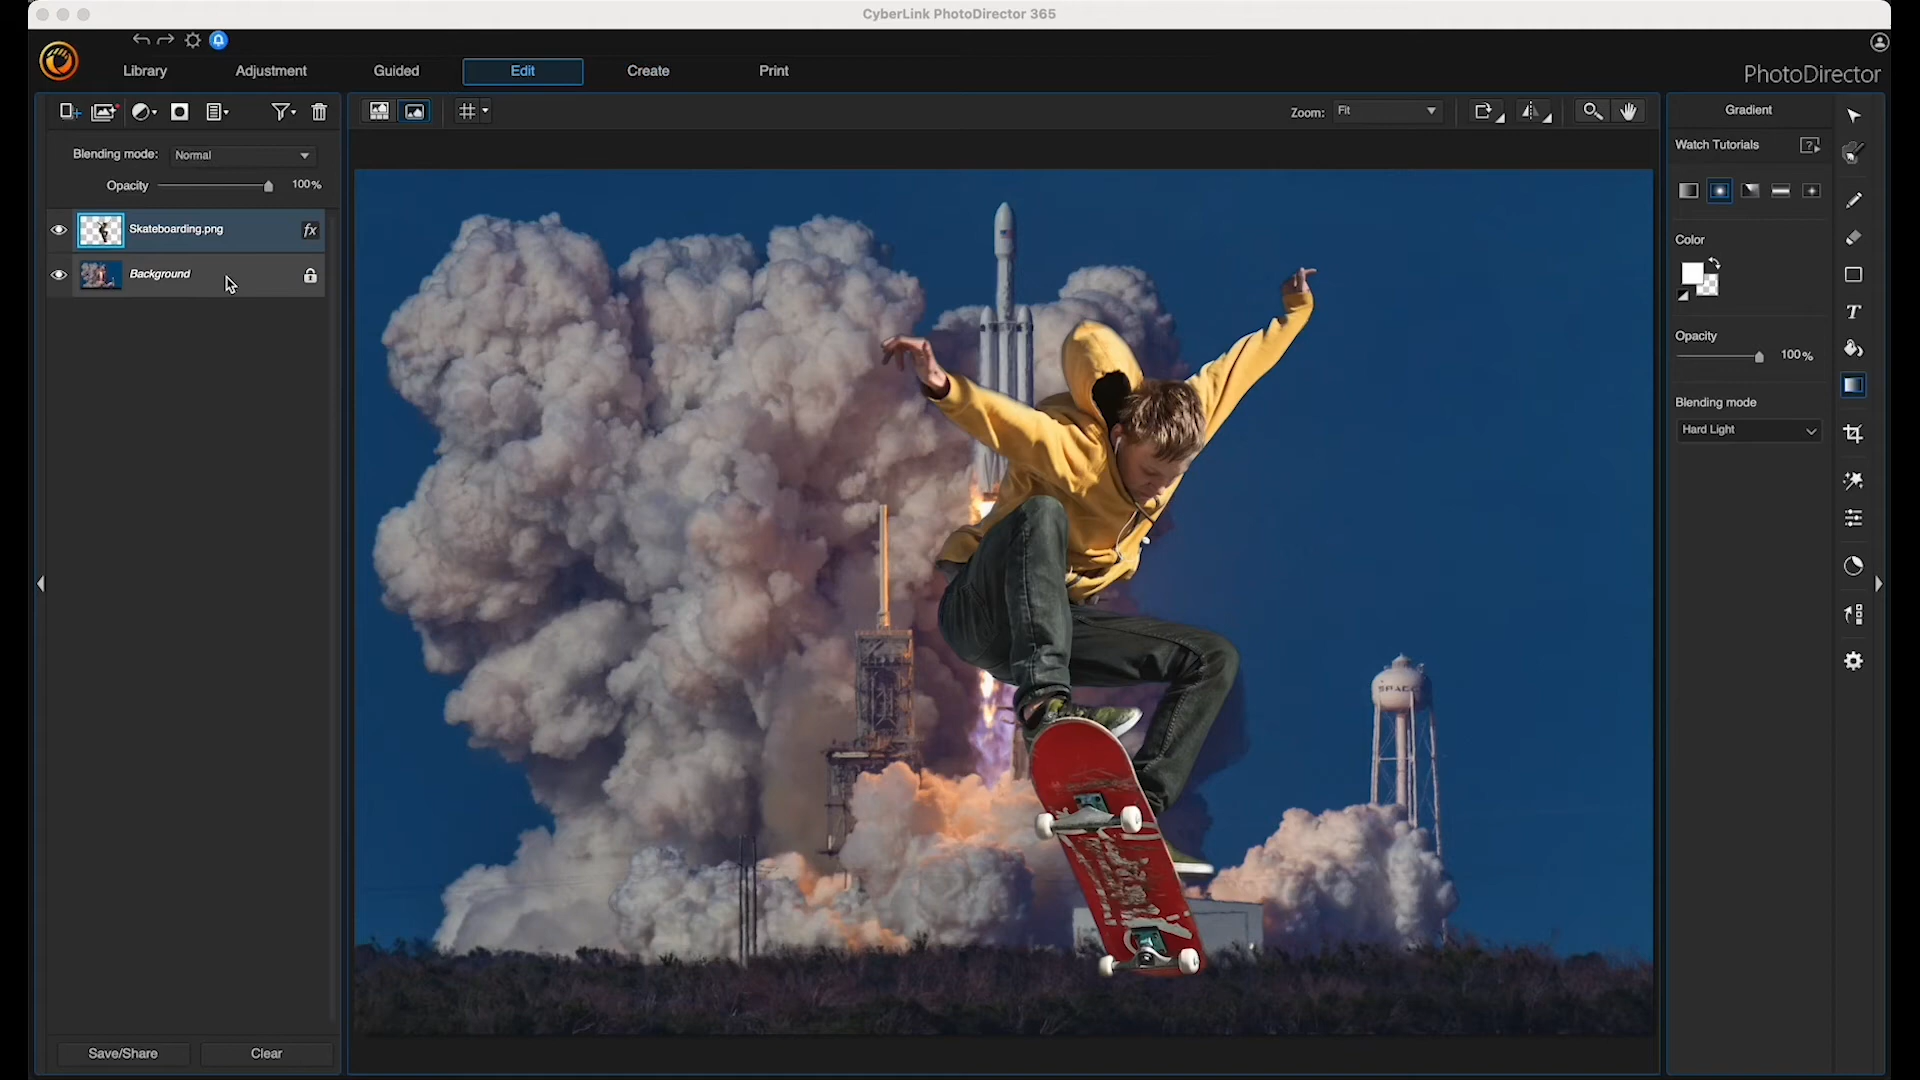 CyberLink PhotoDirector 365
Library
Adjustment
Guided
Edit
Create
Print
PhotoDirector
Zoom:
Fit
Gradient
Blending mode:
Normal
Watch Tutorials
Opacity
100%
Skateboarding.png
fx
Background
Color
Opacity
100%
Blending mode
Hard Light
T
Save/Share
Clear